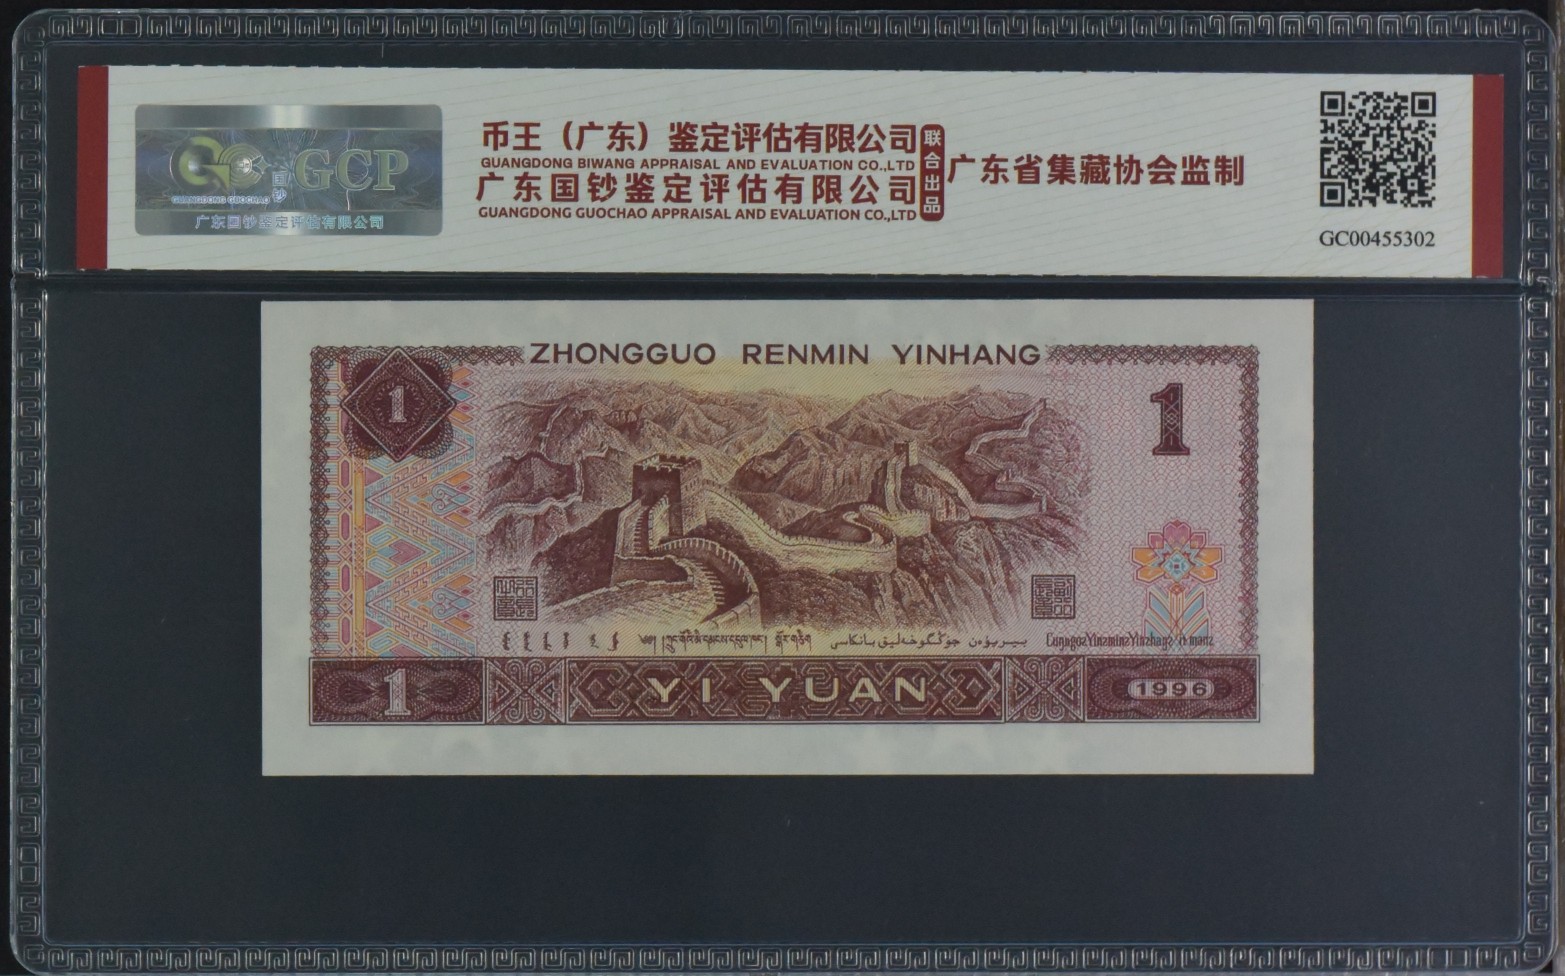 GCP
国钞
GUANGDONG GUOCHAO
广东国钞鉴定评估有限公司
币王（广东）鉴定评估有限公司
GUANGDONG BIWANG APPRAISAL AND EVALUATION CO.,LTD
广东国钞鉴定评估有限公司
GUANGDONG GUOCHAO APPRAISAL AND EVALUATION CO.,LTD
联合出品
广东省集藏协会监制
GC00455302
ZHONGGUO RENMIN YINHANG
1
1
1
YI YUAN
1996